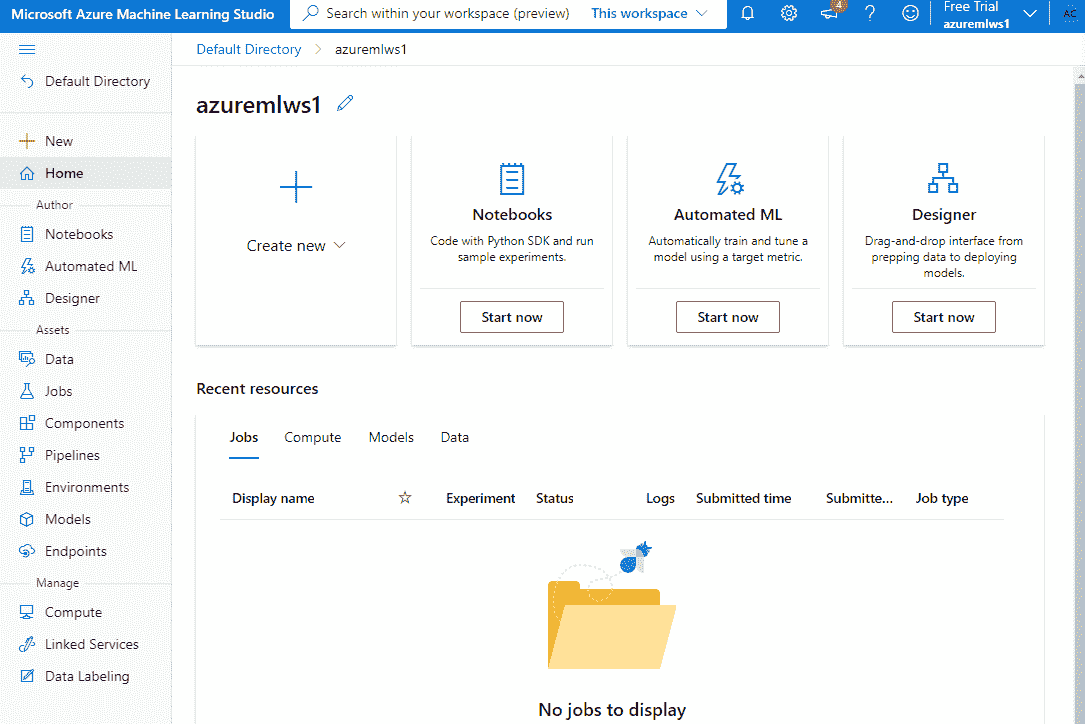 Microsoft Azure Machine Learning Studio
Search within your workspace (preview)
This workspace
4
Free Trial
azuremlws1
AC
Default Directory
azuremlws1
Default Directory
New
Home
Author
Notebooks
Automated ML
Designer
Assets
Data
Jobs
Components
Pipelines
Environments
Models
Endpoints
Manage
Compute
Linked Services
Data Labeling
azuremlws1
Create new
Notebooks
Code with Python SDK and run
sample experiments.
Start now
Automated ML
Automatically train and tune a
model using a target metric.
Start now
Designer
Drag-and-drop interface from
prepping data to deploying
models.
Start now
Recent resources
Jobs Compute Models Data
Display name Experiment Status Logs Submitted time Submitte... Job type
No jobs to display